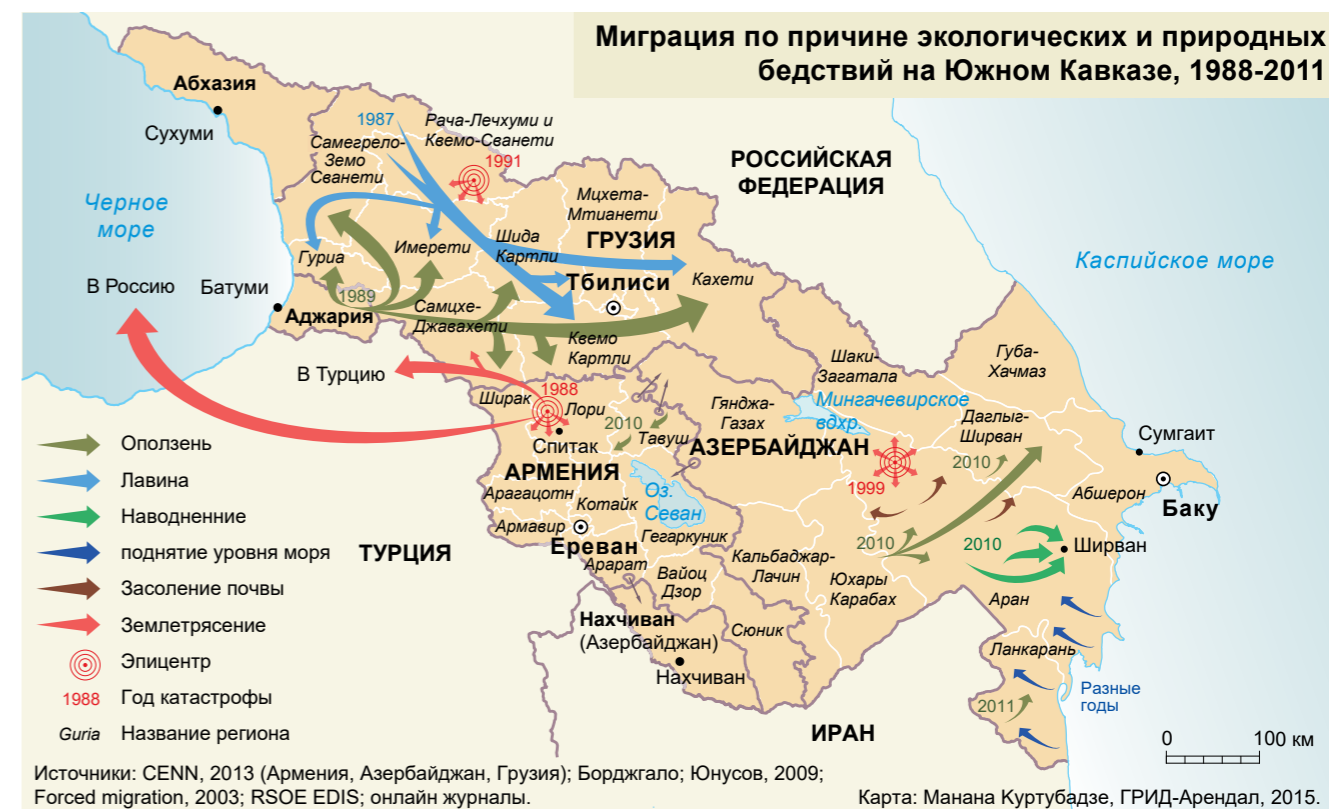 Миграция по причине экологических и природных
бедствий на Южном Кавказе, 1988-2011
Абхазия
Сухуми
1987
Рача-Лечхуми и
Квемо-Сванети
Самегрело-
Земо
Сванети
1991
РОССИЙСКАЯ
ФЕДЕРАЦИЯ
Мцхета-
Мтианети
Черное
море
Шида
Картли
ГРУЗИЯ
Имерети
Гуриа
Каспийское море
Кахети
Тбилиси
В Россию
Батуми
1989
Аджария
Самцхе-
Джавахети
Квемо
Картли
Шаки-
Загатала
Губа-
Хачмаз
В Турцию
1988
Ширак
Лори
Спитак
2010
Тавуш
Гянджа-
Газах
Мингачевирское
вдхр.
Даглыг-
Ширван
АЗЕРБАЙДЖАН
Сумгаит
2010
1999
Абшерон
Баку
АРМЕНИЯ
Арагацотн
Котайк
Оз.
Севан
Армавир
Ереван
Гегаркуник
Арарат
ТУРЦИЯ
2010
2010
Ширван
Кальбаджар-
Лачин
Вайоц
Дзор
Юхары
Карабах
Аран
Нахчиван
(Азербайджан)
Сюник
Нахчиван
Ланкарань
Разные
годы
2011
ИРАН
Оползень
Лавина
Наводненние
поднятие уровня моря
Засоление почвы
Землетрясение
Эпицентр
1988 Год катастрофы
Guria Название региона
0 100 км
Источники: CENN, 2013 (Армения, Азербайджан, Грузия); Борджгало; Юнусов, 2009;
Forced migration, 2003; RSOE EDIS; онлайн журналы.
Карта: Манана Куртубадзе, ГРИД-Арендал, 2015.